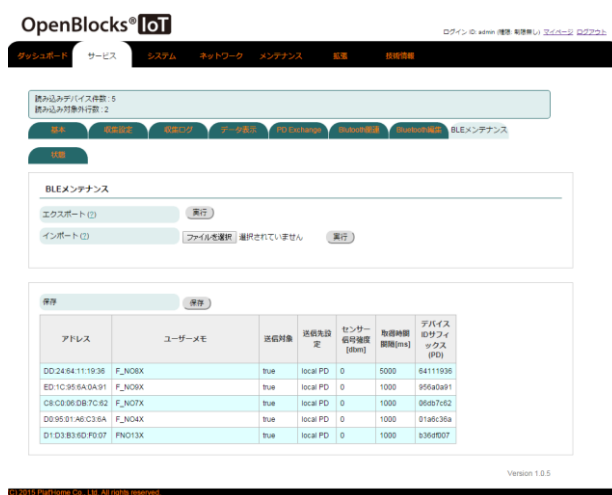 OpenBlocks® IoT
ログイン ID: admin (権限: 制限無し) マイページ ログアウト
ダッシュボード サービス システム ネットワーク メンテナンス 拡張 技術情報
読み込みデバイス件数 : 5
読み込み対象外行数 : 2
基本 収集設定 収集ログ データ表示 PD Exchange Blutooth関連 Bluetooth編集 BLEメンテナンス
状態
BLEメンテナンス
エクスポート (?) 実行
インポート (?) ファイルを選択 選択されていません 実行
保存 保存
アドレス ユーザーメモ 送信対象 送信先設定 センサー信号強度[dbm] 取得時間間隔[ms] デバイスIDサフィックス(PD)
DD:24:64:11:19:36 F_NO8X true local PD 0 5000 64111936
ED:1C:95:6A:0A:91 F_NO9X true local PD 0 1000 956a0a91
C8:C0:06:DB:7C:62 F_NO7X true local PD 0 1000 06db7c62
D0:95:01:A6:C3:6A F_NO4X true local PD 0 1000 01a6c36a
D1:D3:B3:6D:F0:07 FNO13X true local PD 0 1000 b36df007
Version 1.0.5
(C) 2015 Plat'Home Co., Ltd. All rights reserved.